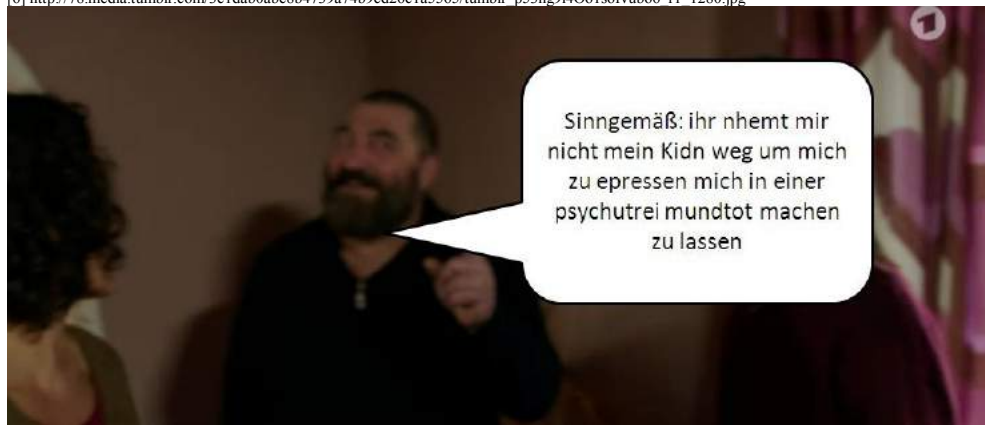 Sinngemäß: ihr nhemt mir
nicht mein Kidn weg um mich
zu epressen mich in einer
psychutrei mundtot machen
zu lassen